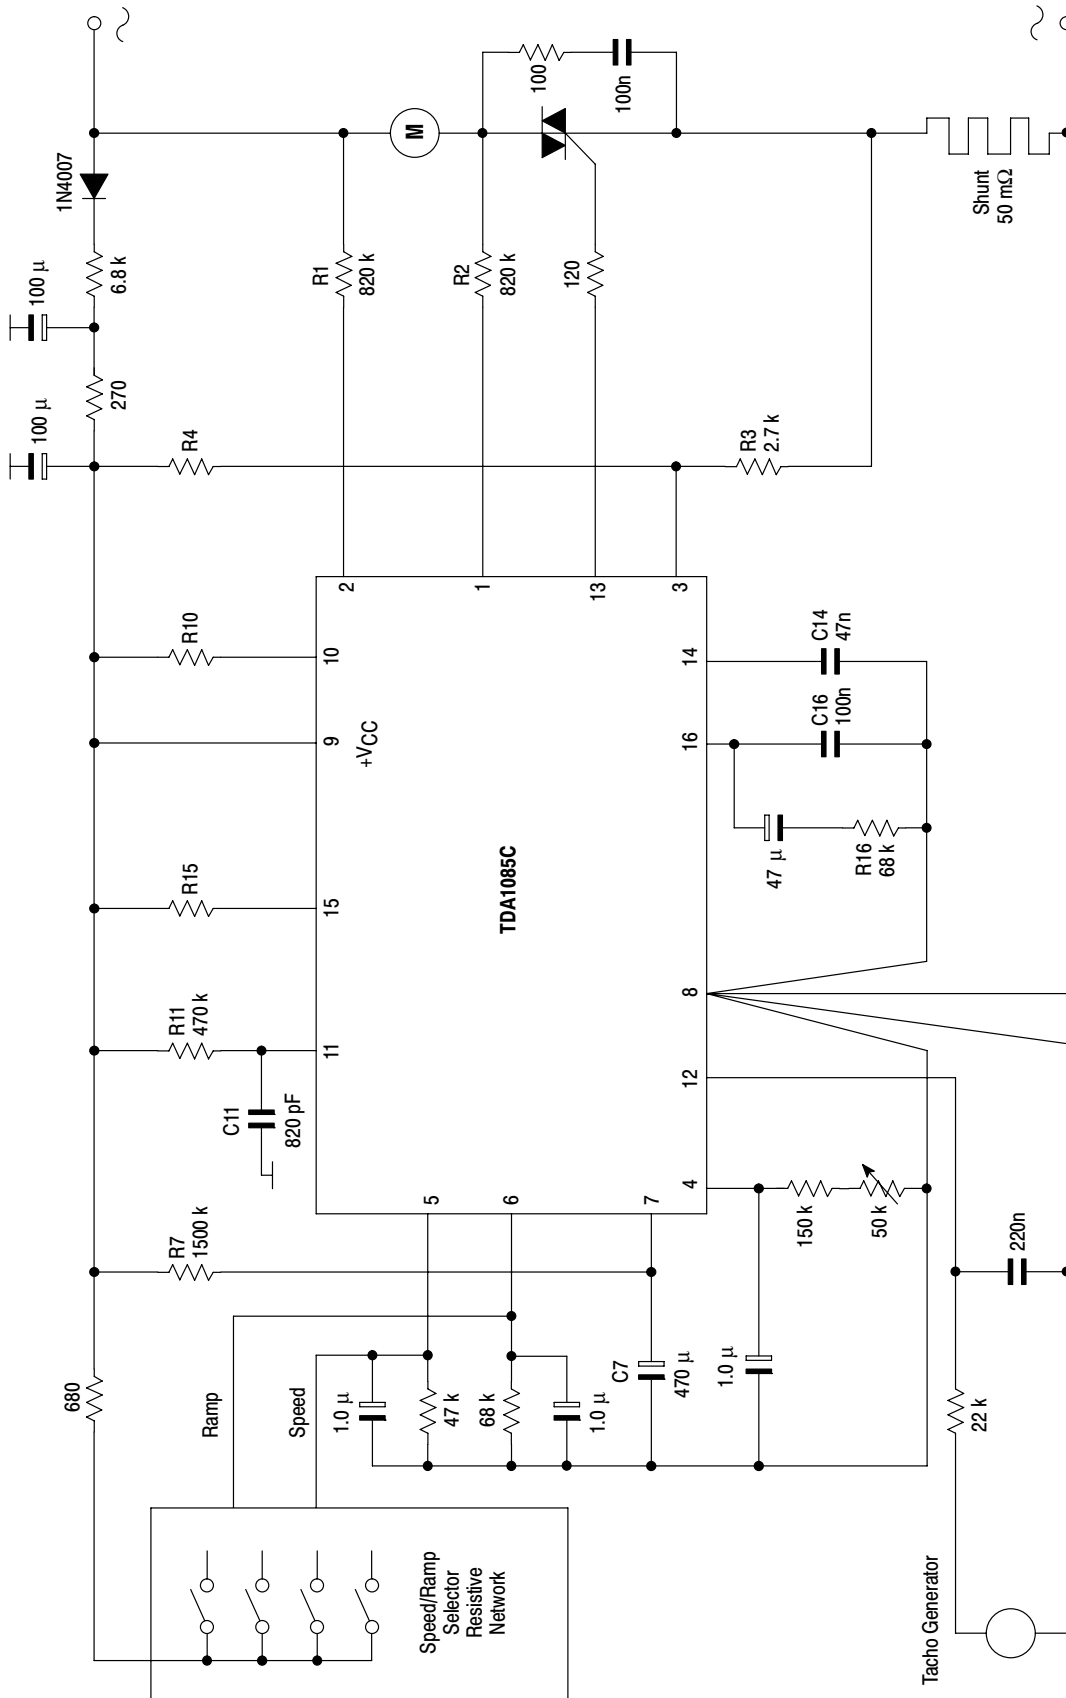 1N4007
6.8 k
100 µ
270
100 µ
R4
R10
R15
R11
470 k
C11
820 pF
R7
1500 k
680
Ramp
Speed
Speed/Ramp
Selector
Resistive
Network
M
100
100n
R1
820 k
R2
820 k
120
Shunt
50 mΩ
R3
2.7 k
2
1
13
3
10
9
+VCC
15
11
5
6
7
TDA1085C
14
16
8
12
4
C14
47n
C16
100n
47 µ
R16
68 k
1.0 µ
47 k
68 k
1.0 µ
C7
470 µ
1.0 µ
150 k
50 k
220n
22 k
Tacho Generator